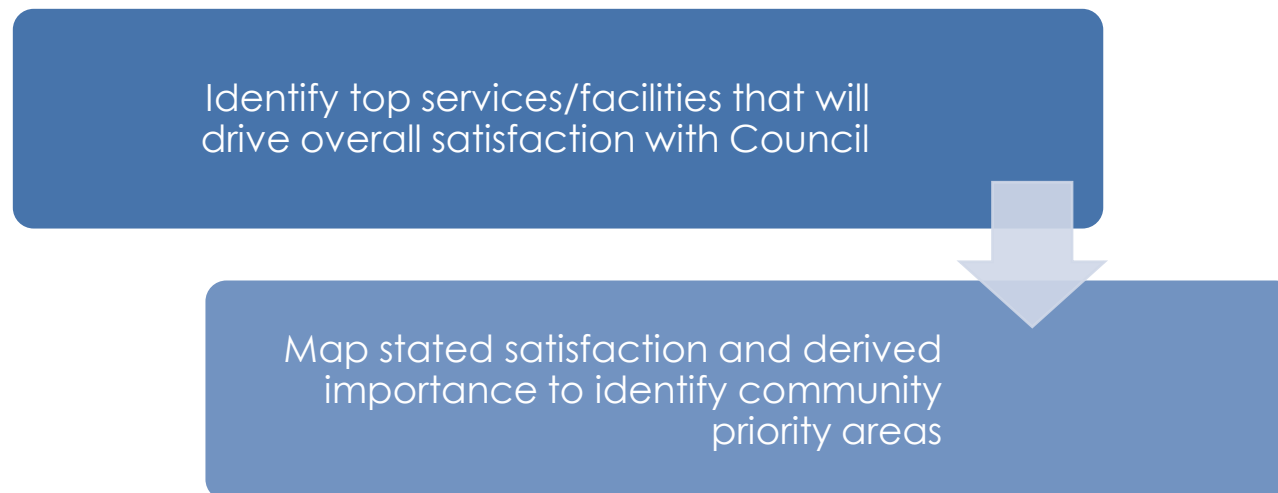 Identify top services/facilities that will
drive overall satisfaction with Council
Map stated satisfaction and derived
importance to identify community
priority areas